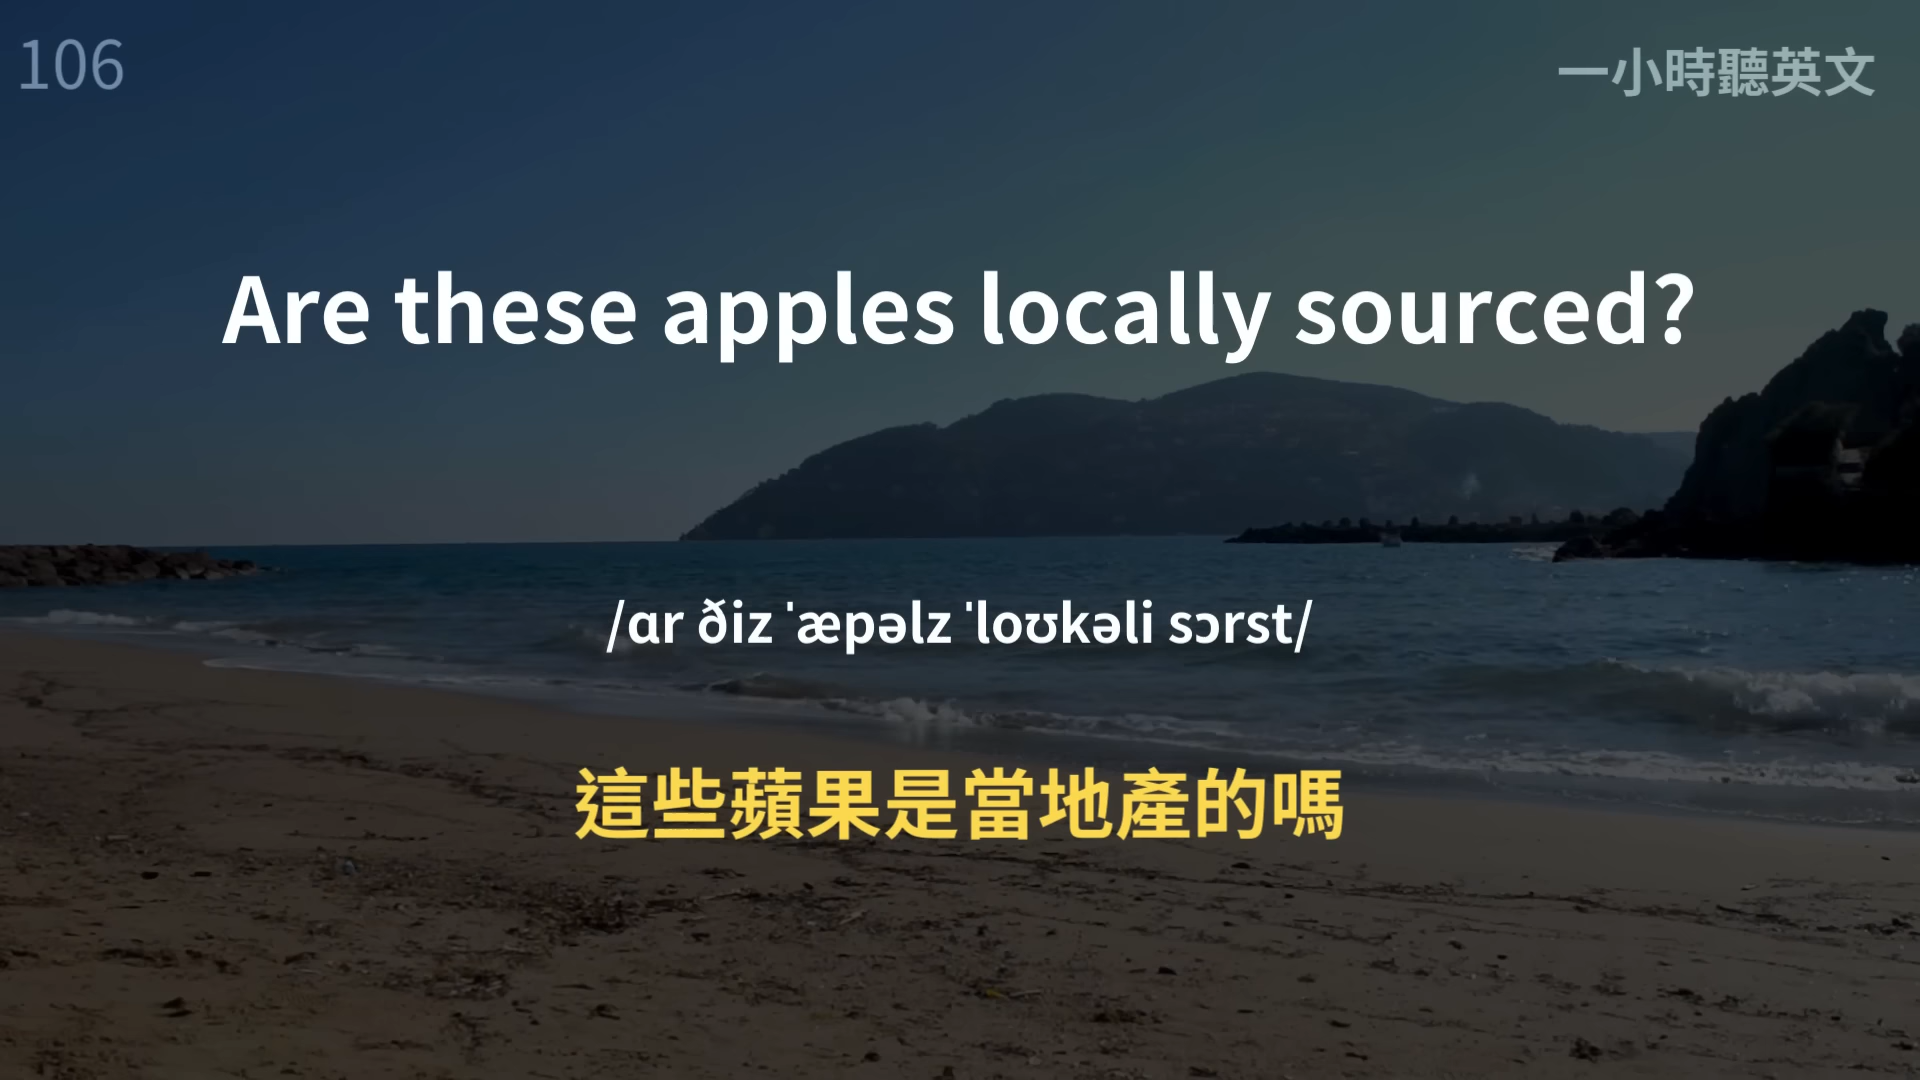 106
一小時聽英文
Are these apples locally sourced?
/ɑr ðiz ˈæpəlz ˈloʊkəli sɔrst/
這些蘋果是當地產的嗎